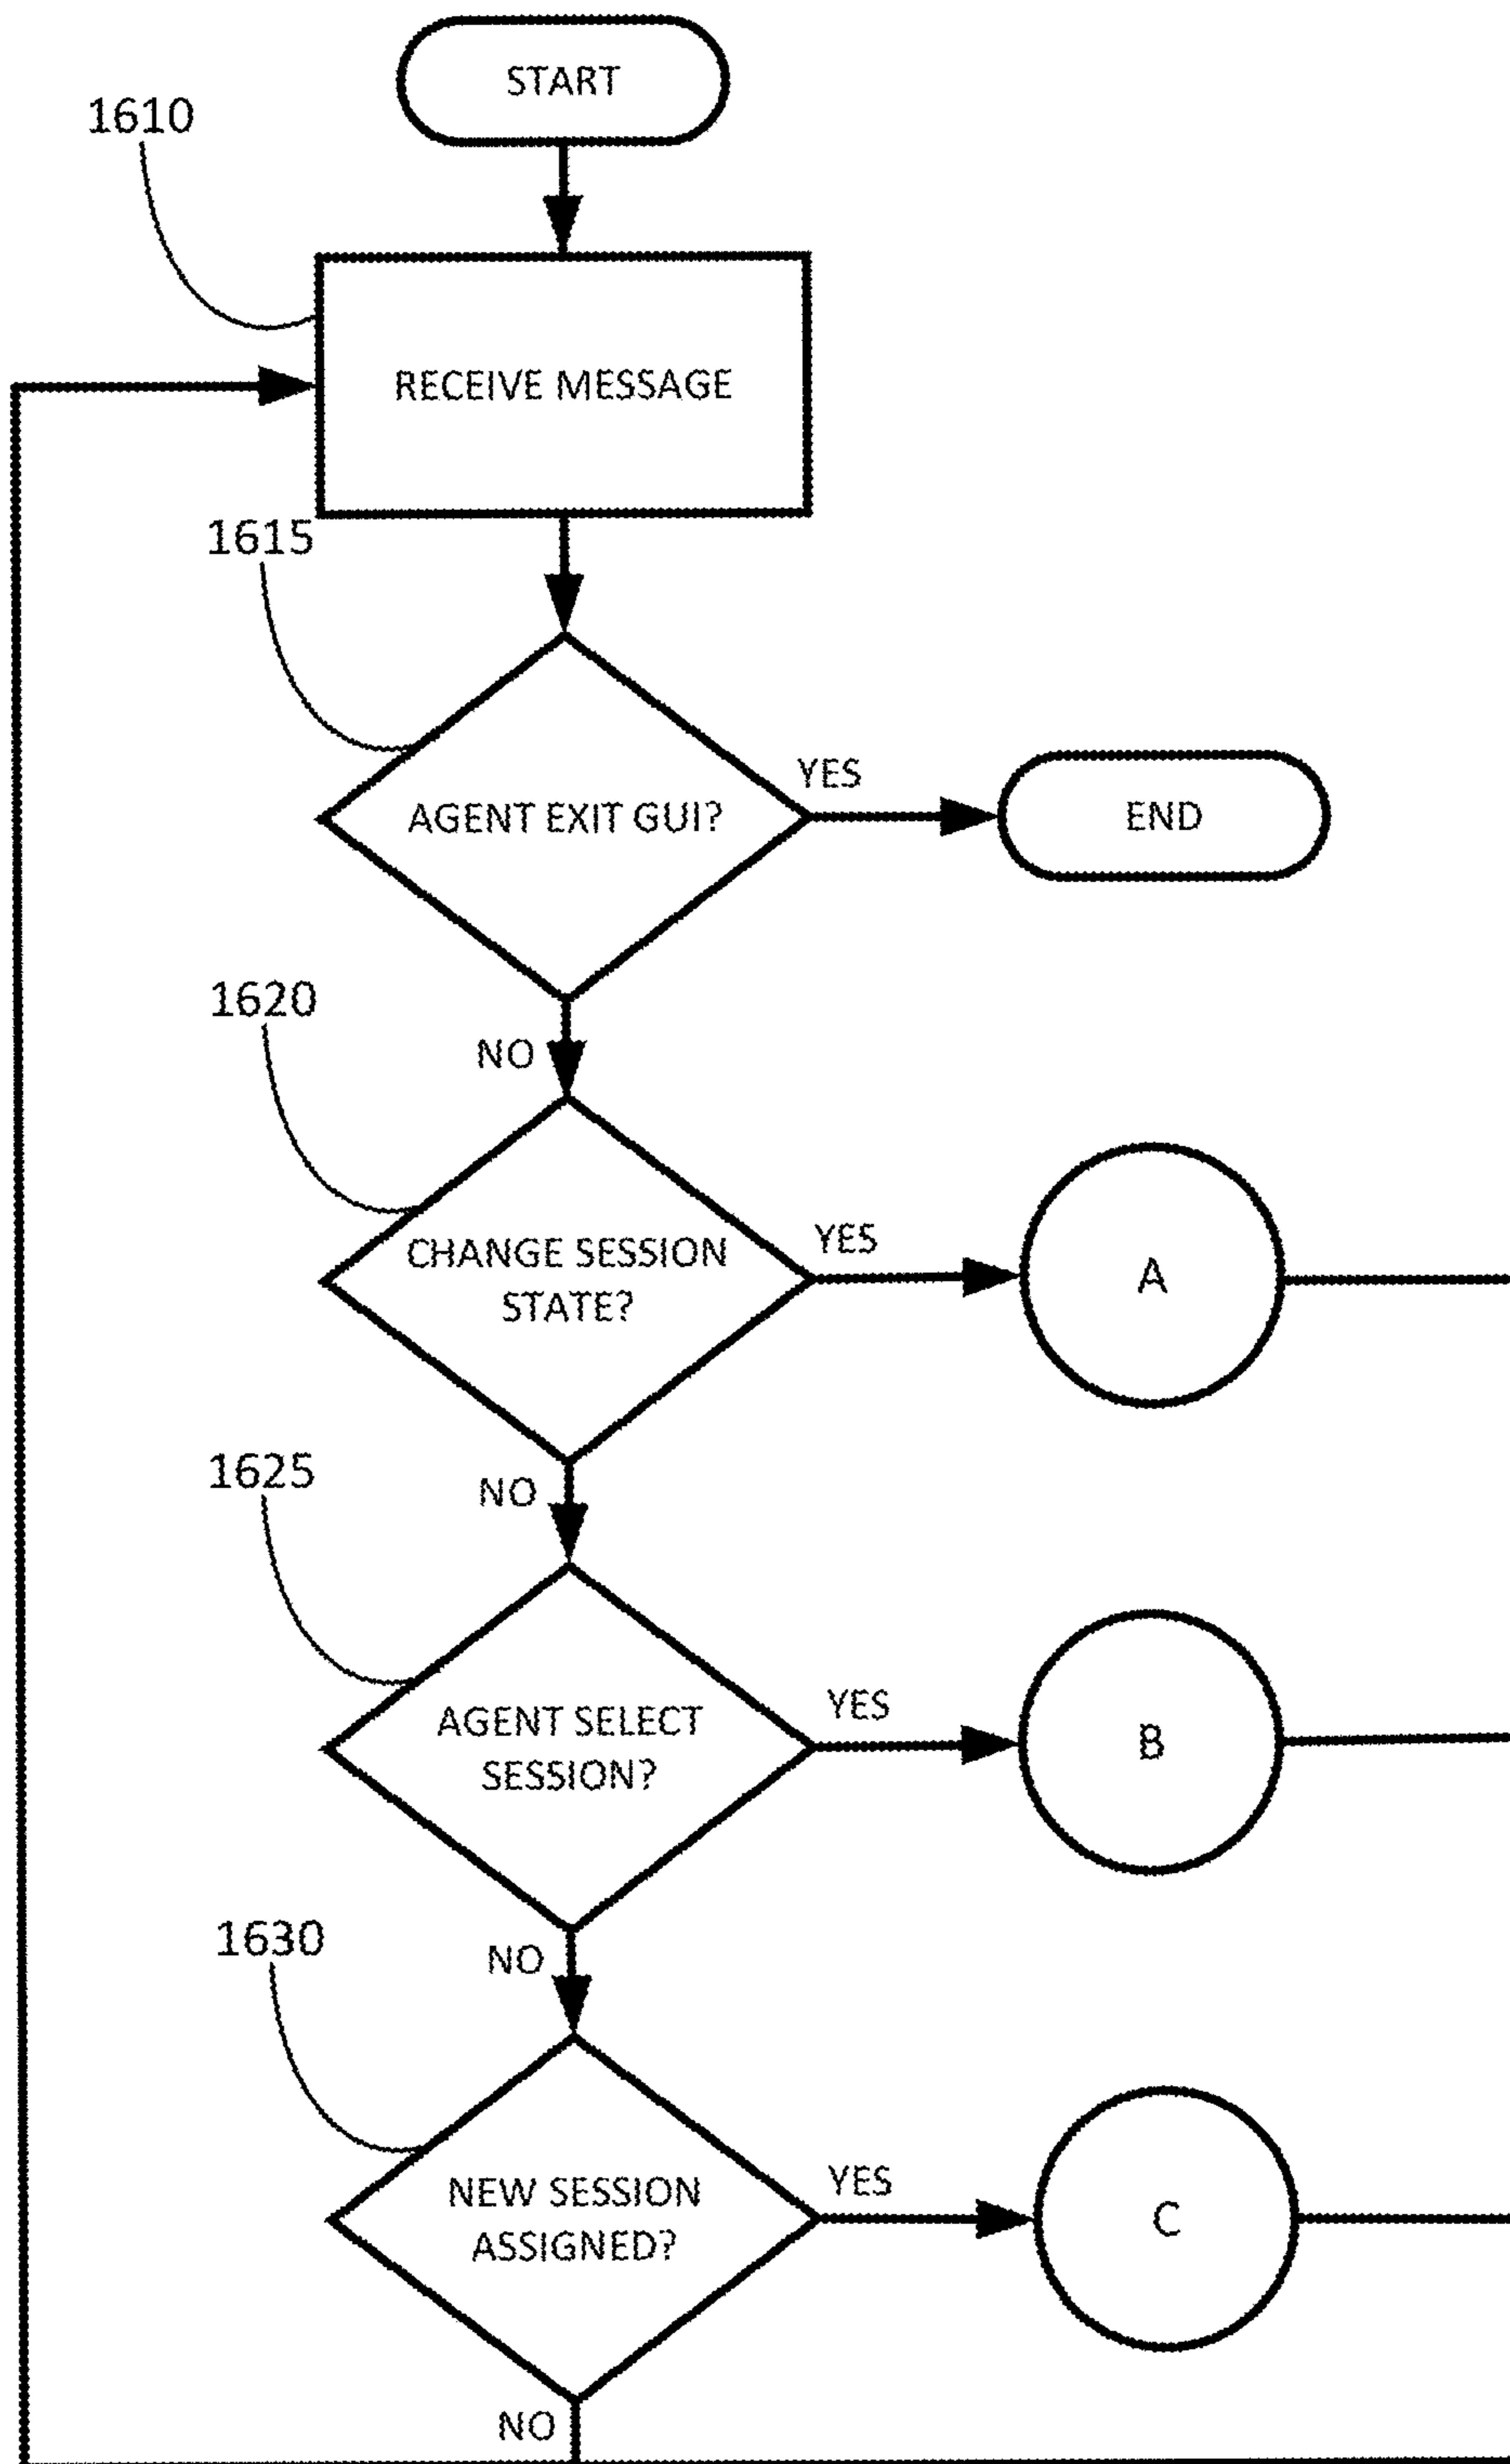 START
1610
RECEIVE MESSAGE
1615
YES
AGENT EXIT GUI?
END
1620
NO
YES
CHANGE SESSION
STATE?
A
1625
NO
YES
AGENT SELECT
SESSION?
B
1630
NO
YES
NEW SESSION
ASSIGNED?
C
NO